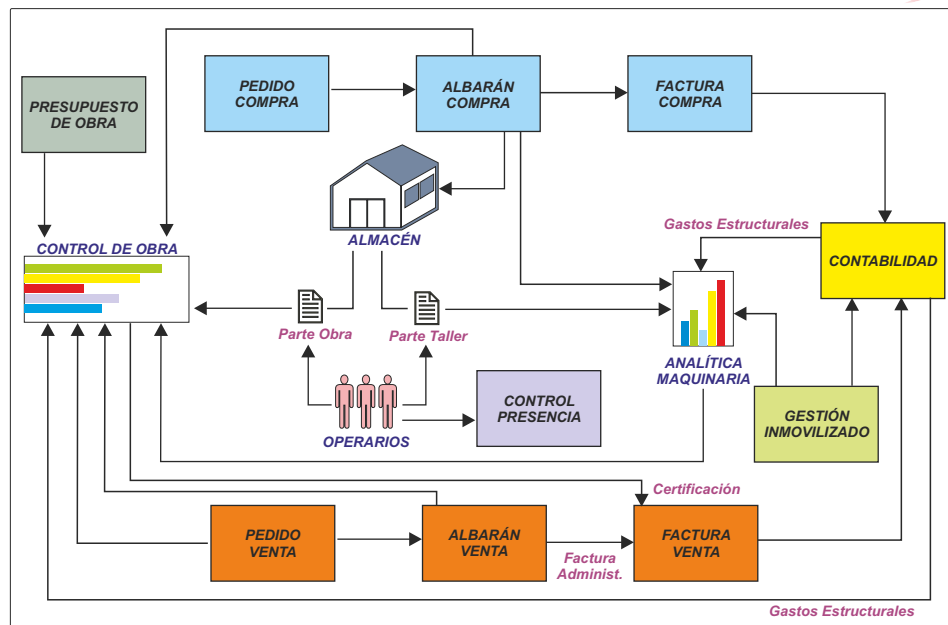 PEDIDO
COMPRA
ALBARÁN
COMPRA
FACTURA
COMPRA
PRESUPUESTO
DE OBRA
Gastos Estructurales
ALMACÉN
CONTROL DE OBRA
CONTABILIDAD
Parte Obra
Parte Taller
ANALÍTICA
MAQUINARIA
CONTROL
PRESENCIA
GESTIÓN
INMOVILIZADO
OPERARIOS
Certificación
PEDIDO
VENTA
ALBARÁN
VENTA
FACTURA
VENTA
Factura
Administ.
Gastos Estructurales